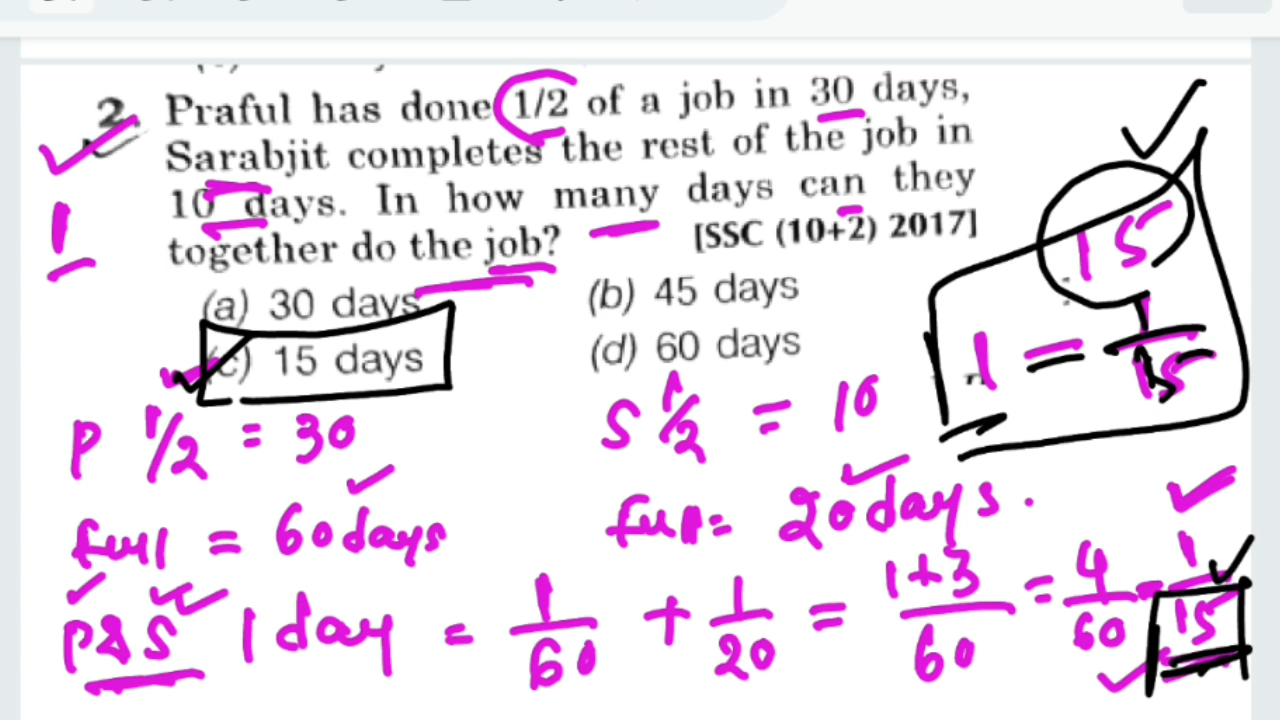 2. Praful has done 1/2 of a job in 30 days,
Sarabjit completes the rest of the job in
10 days. In how many days can they
together do the job? [SSC (10+2) 2017]
(a) 30 days (b) 45 days
(c) 15 days (d) 60 days
1
15
1 = 1/15
P 1/2 = 30 S 1/2 = 10
full = 60 days full = 20 days.
P & S 1 day = 1/60 + 1/20 = 1+3/60 = 4/60 = 1/15